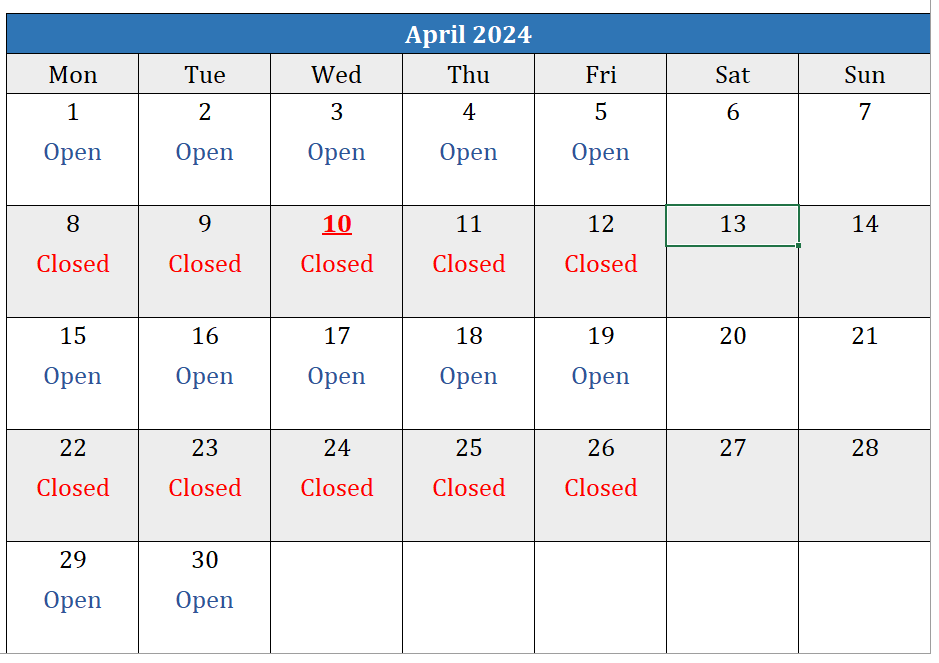 April 2024
Mon Tue Wed Thu Fri Sat Sun
1 2 3 4 5 6 7
Open Open Open Open Open
8 9 10 11 12 13 14
Closed Closed Closed Closed Closed
15 16 17 18 19 20 21
Open Open Open Open Open
22 23 24 25 26 27 28
Closed Closed Closed Closed Closed
29 30
Open Open